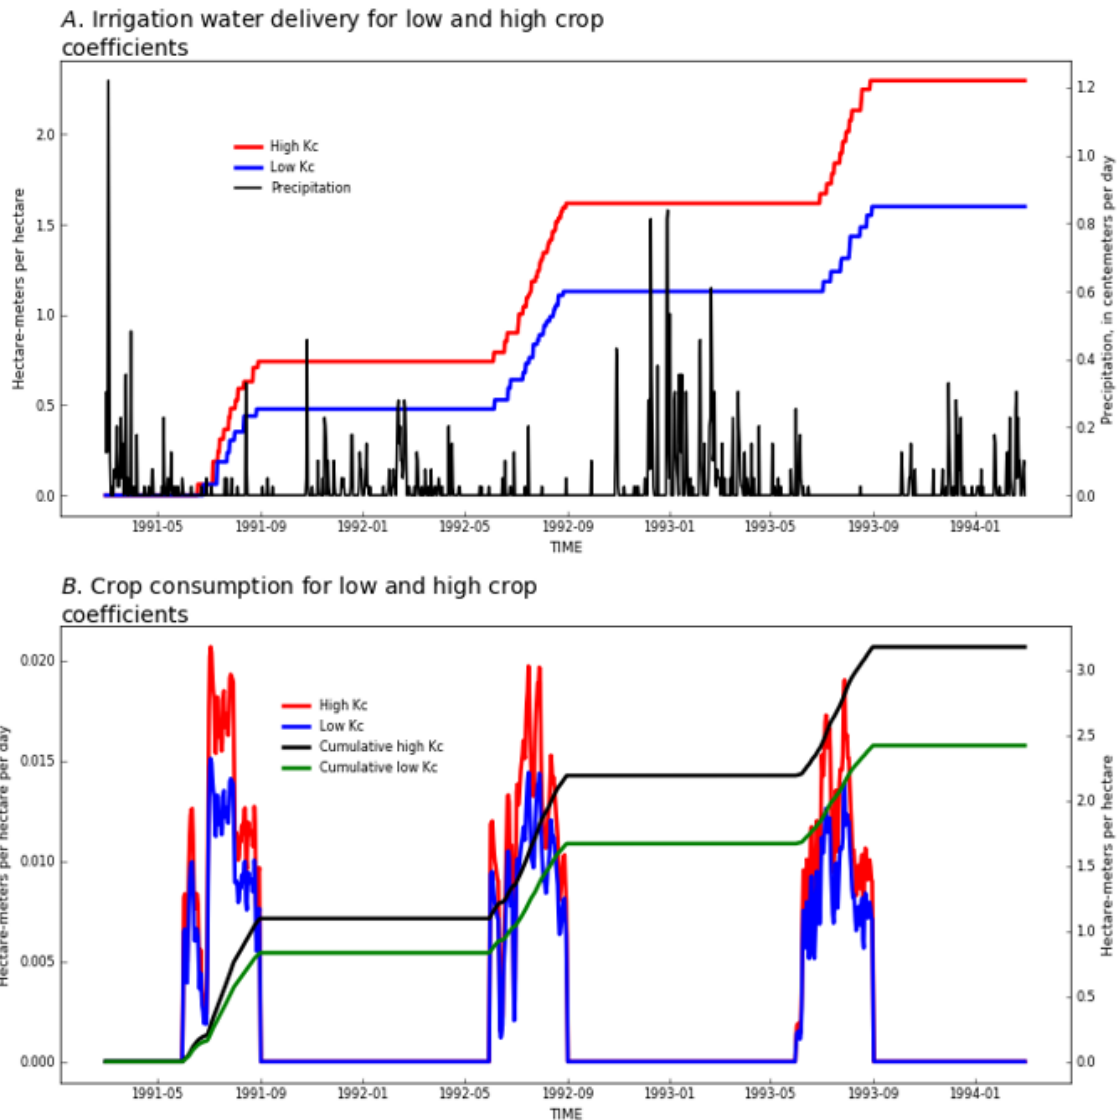 A. Irrigation water delivery for low and high crop
coefficients
Hectare-meters per hectare
2.0
1.5
1.0
0.5
0.0
High Kc
Low Kc
Precipitation
1.2
1.0
0.8
0.6
0.4
0.2
0.0
Precipitation, in centemeters per day
1991-05 1991-09 1992-01 1992-05 1992-09 1993-01 1993-05 1993-09 1994-01
TIME
B. Crop consumption for low and high crop
coefficients
Hectare-meters per hectare per day
0.020
0.015
0.010
0.005
0.000
High Kc
Low Kc
Cumulative high Kc
Cumulative low Kc
3.0
2.5
2.0
1.5
1.0
0.5
0.0
Hectare-meters per hectare
1991-05 1991-09 1992-01 1992-05 1992-09 1993-01 1993-05 1993-09 1994-01
TIME